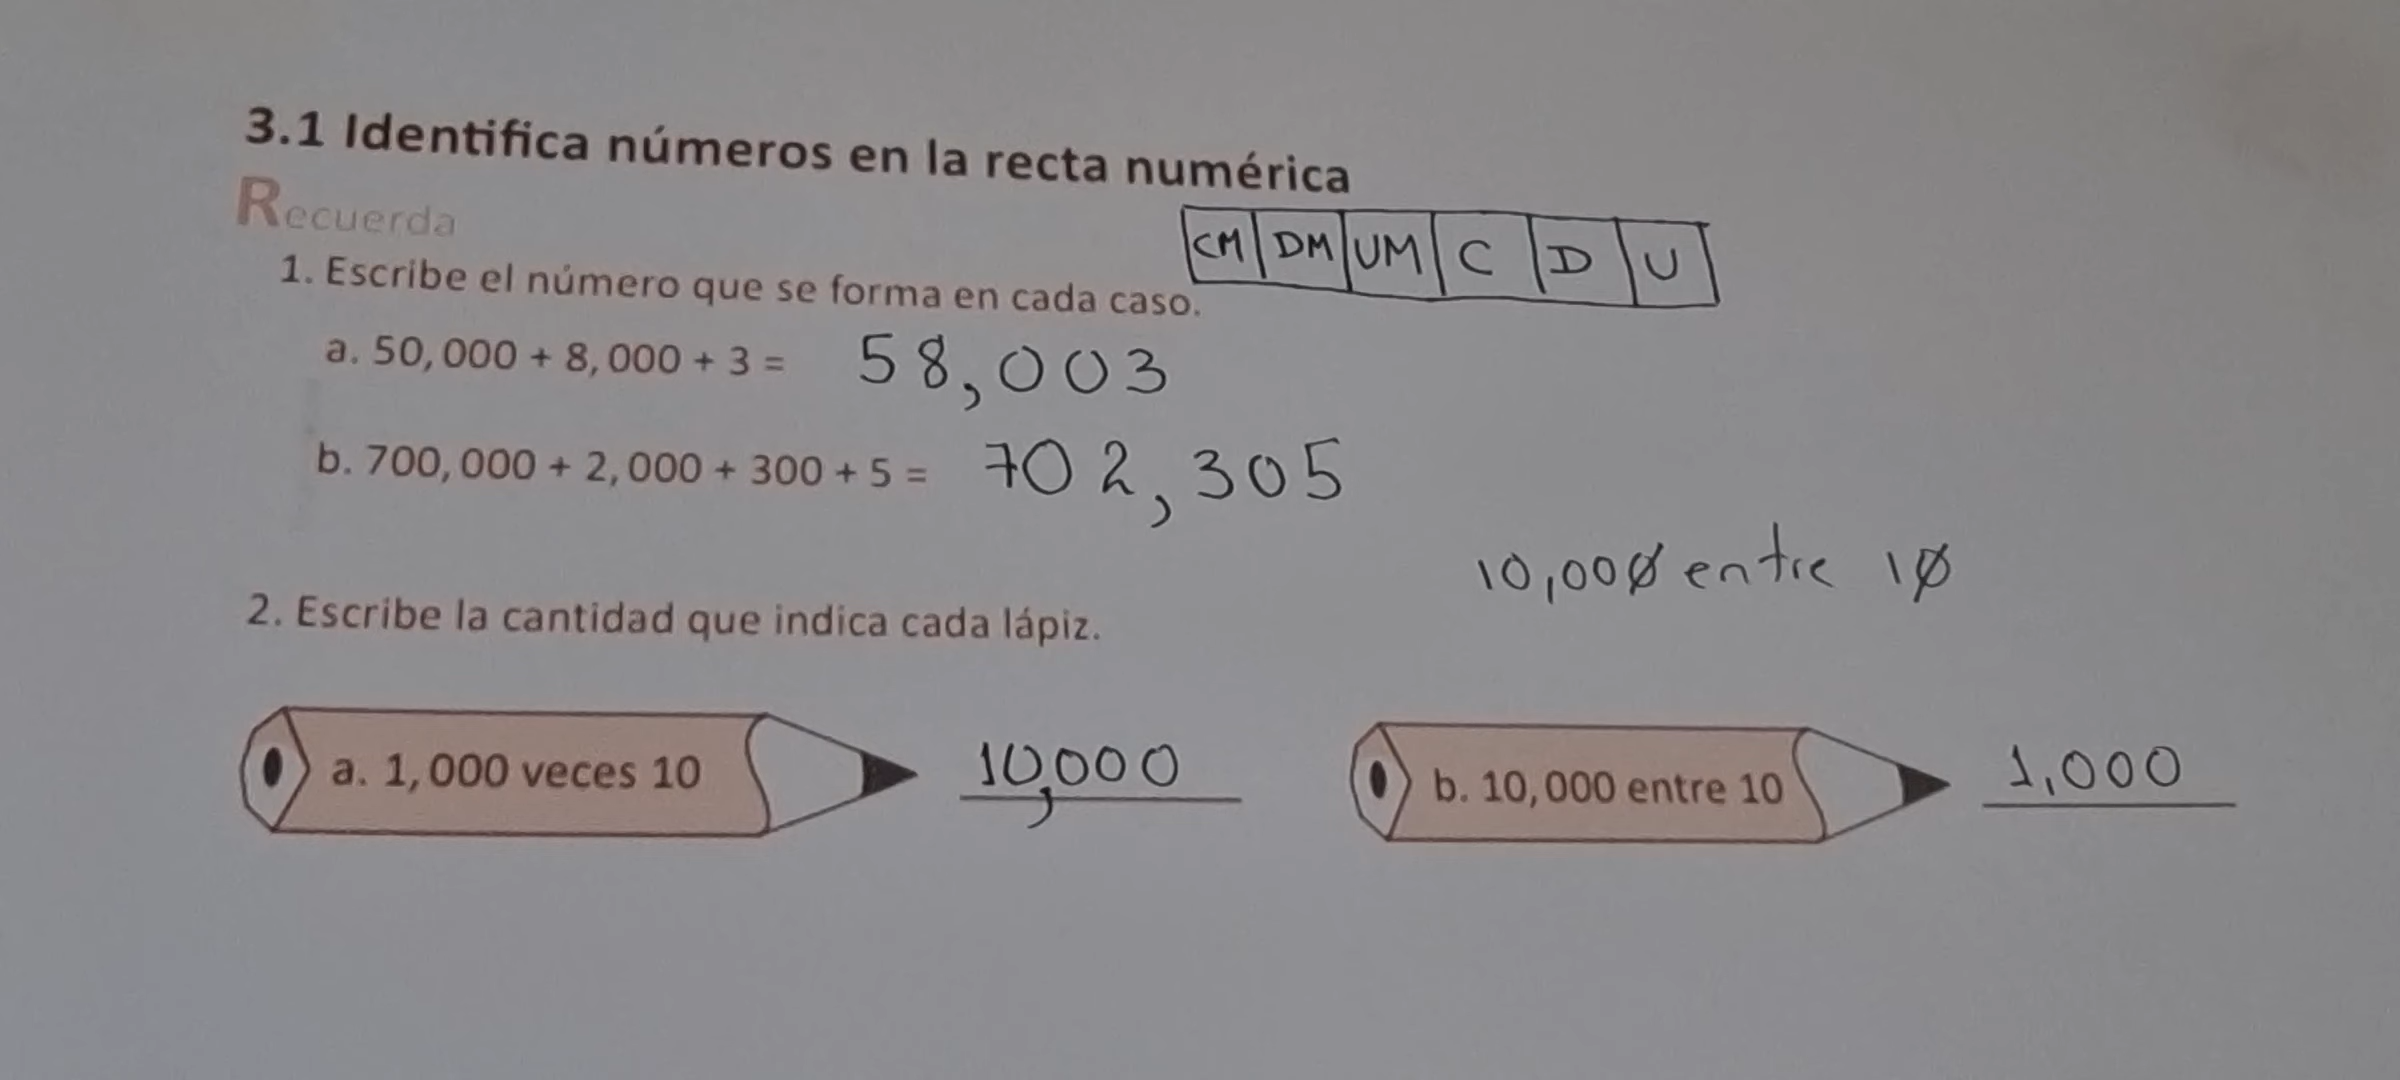 3.1 Identifica números en la recta numérica
Recuerda
CM DM UM C D U
1. Escribe el número que se forma en cada caso.
a. 50,000 + 8,000 + 3 = 58,003
b. 700,000 + 2,000 + 300 + 5 = 702,305
10,000 entre 10
2. Escribe la cantidad que indica cada lápiz.
a. 1,000 veces 10 10,000
b. 10,000 entre 10 1,000